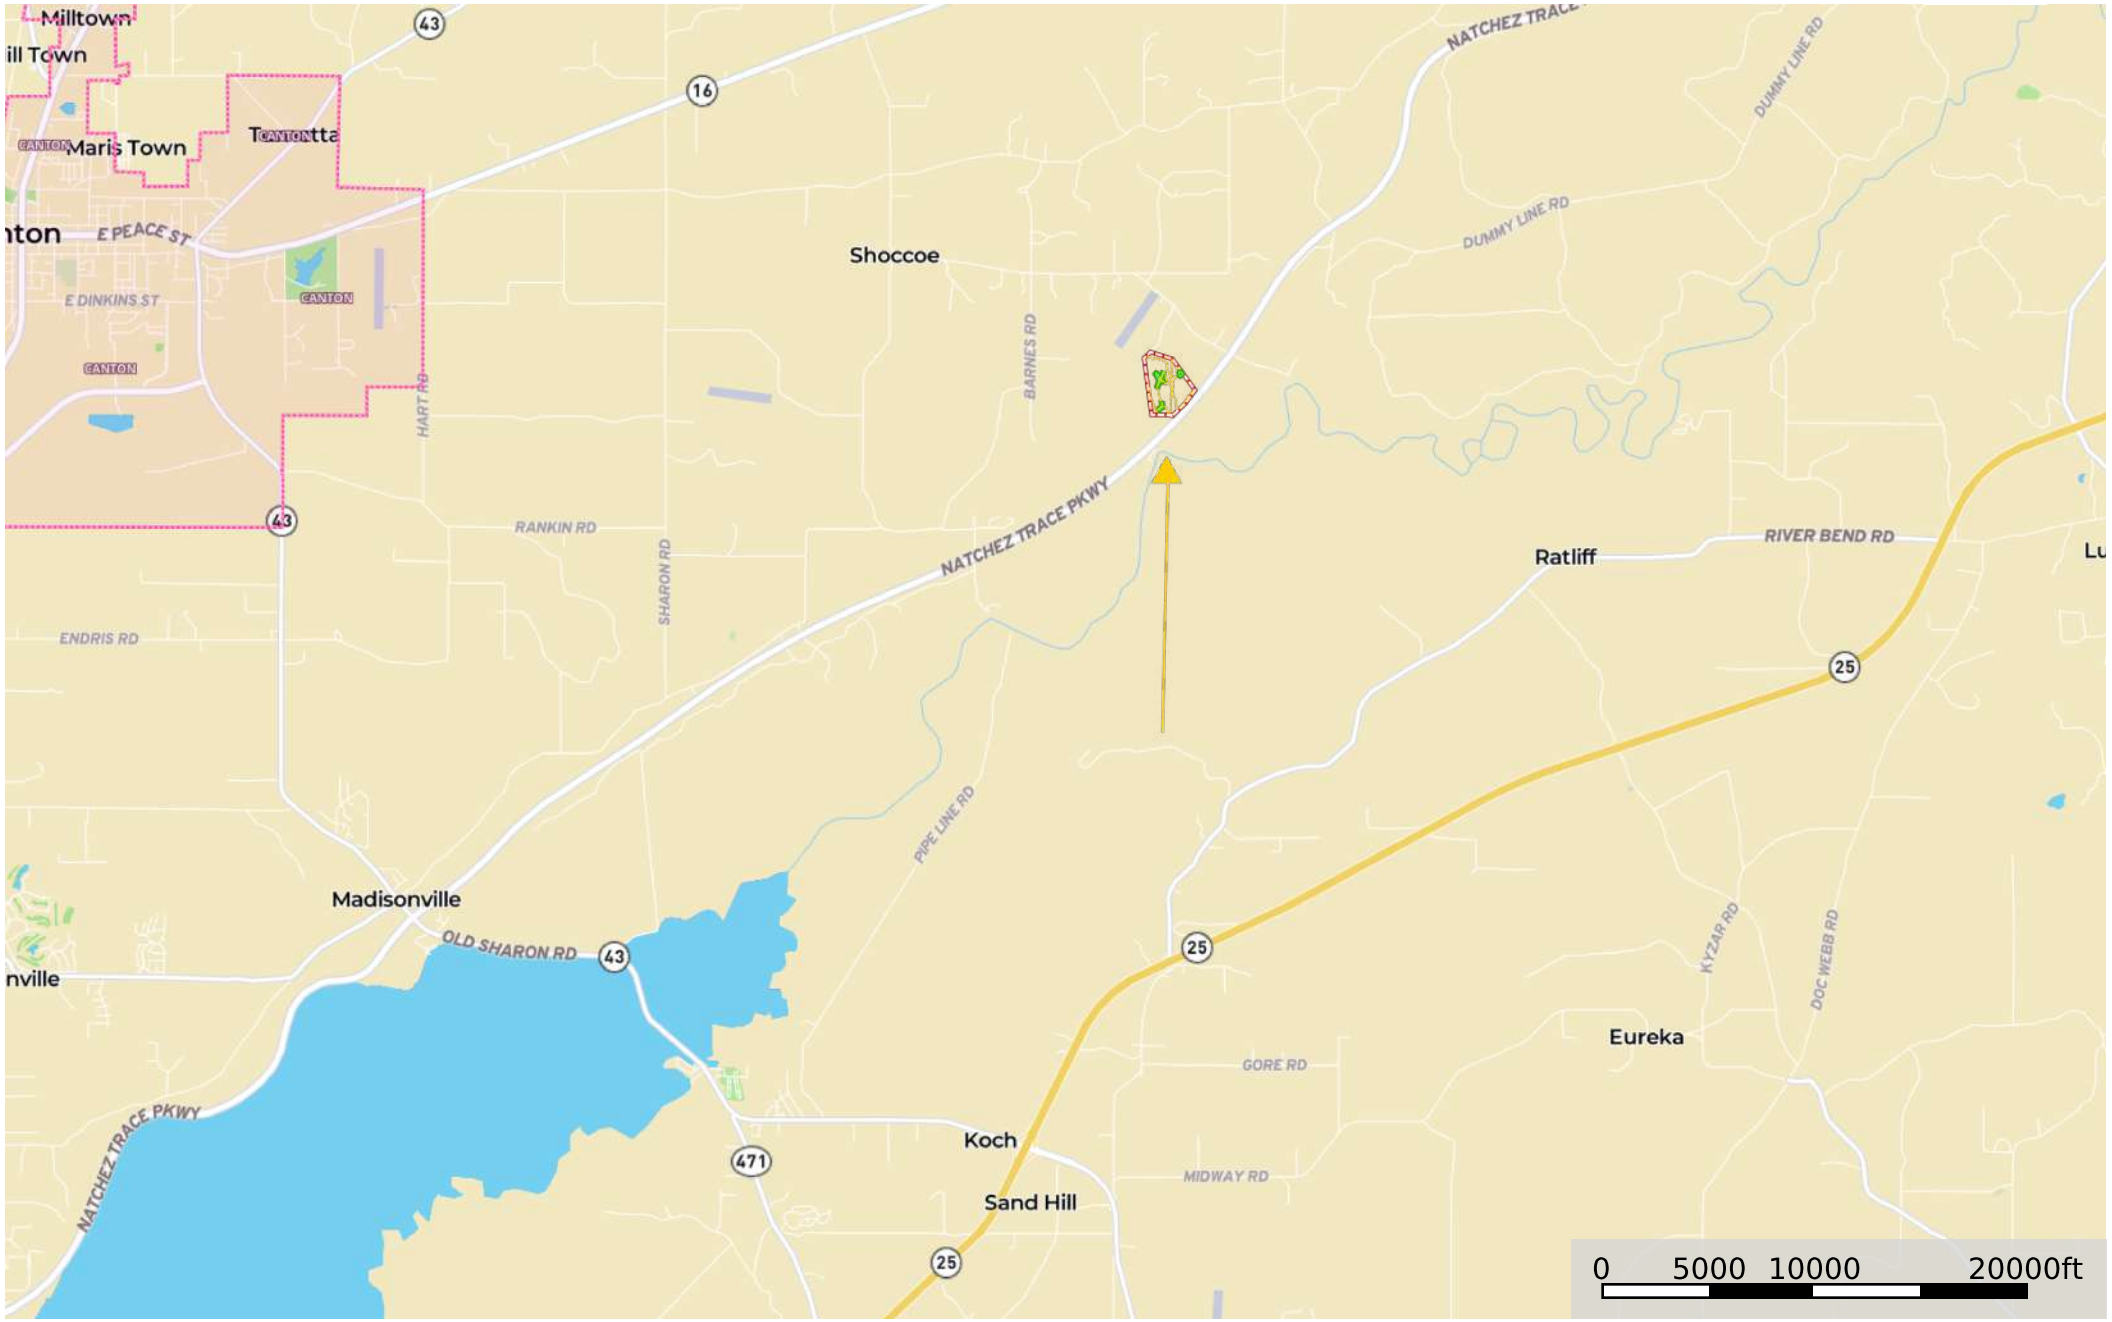 Milltown
43
ill Town
NATCHEZ TRACE
DUMMY LINE RD
16
CANTON
Maris Town
CANTON
DUMMY LINE RD
nton
E PEACE ST
Shoccoe
E DINKINS ST
CANTON
CANTON
BARNES RD
HART RD
43
RANKIN RD
SHARON RD
NATCHEZ TRACE PKWY
Ratliff
RIVER BEND RD
Lu
ENDRIS RD
25
PIPE LINE RD
Madisonville
OLD SHARON RD
43
25
KYZAR RD
DOC WEBB RD
nville
Eureka
GORE RD
NATCHEZ TRACE PKWY
Koch
471
MIDWAY RD
Sand Hill
25
0 5000 10000 20000ft